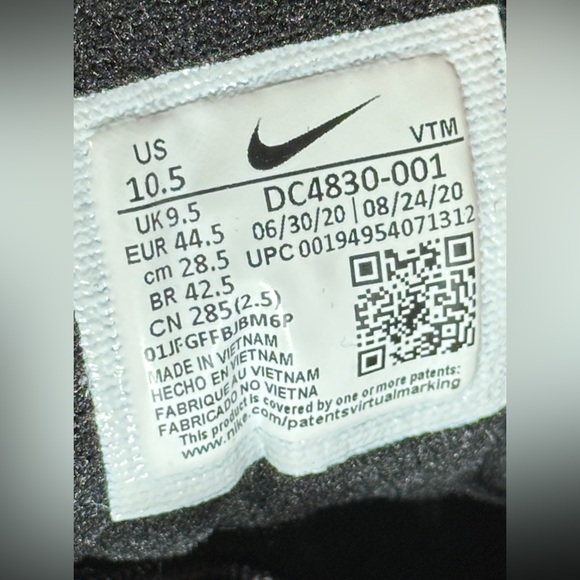 US
10.5
VTM
DC4830-001
UK 9.5
06/30/20 | 08/24/20
EUR 44.5
UPC 00194954071312
cm 28.5
BR 42.5
CN 285(2.5)
MADE IN VIETNAM
HECHO EN VIETNAM
FABRIQUE AU VIETNAM
FABRICADO NO VIETNA
This product is covered by one or more patents:
www.nike.com/patentsvirtualmarking